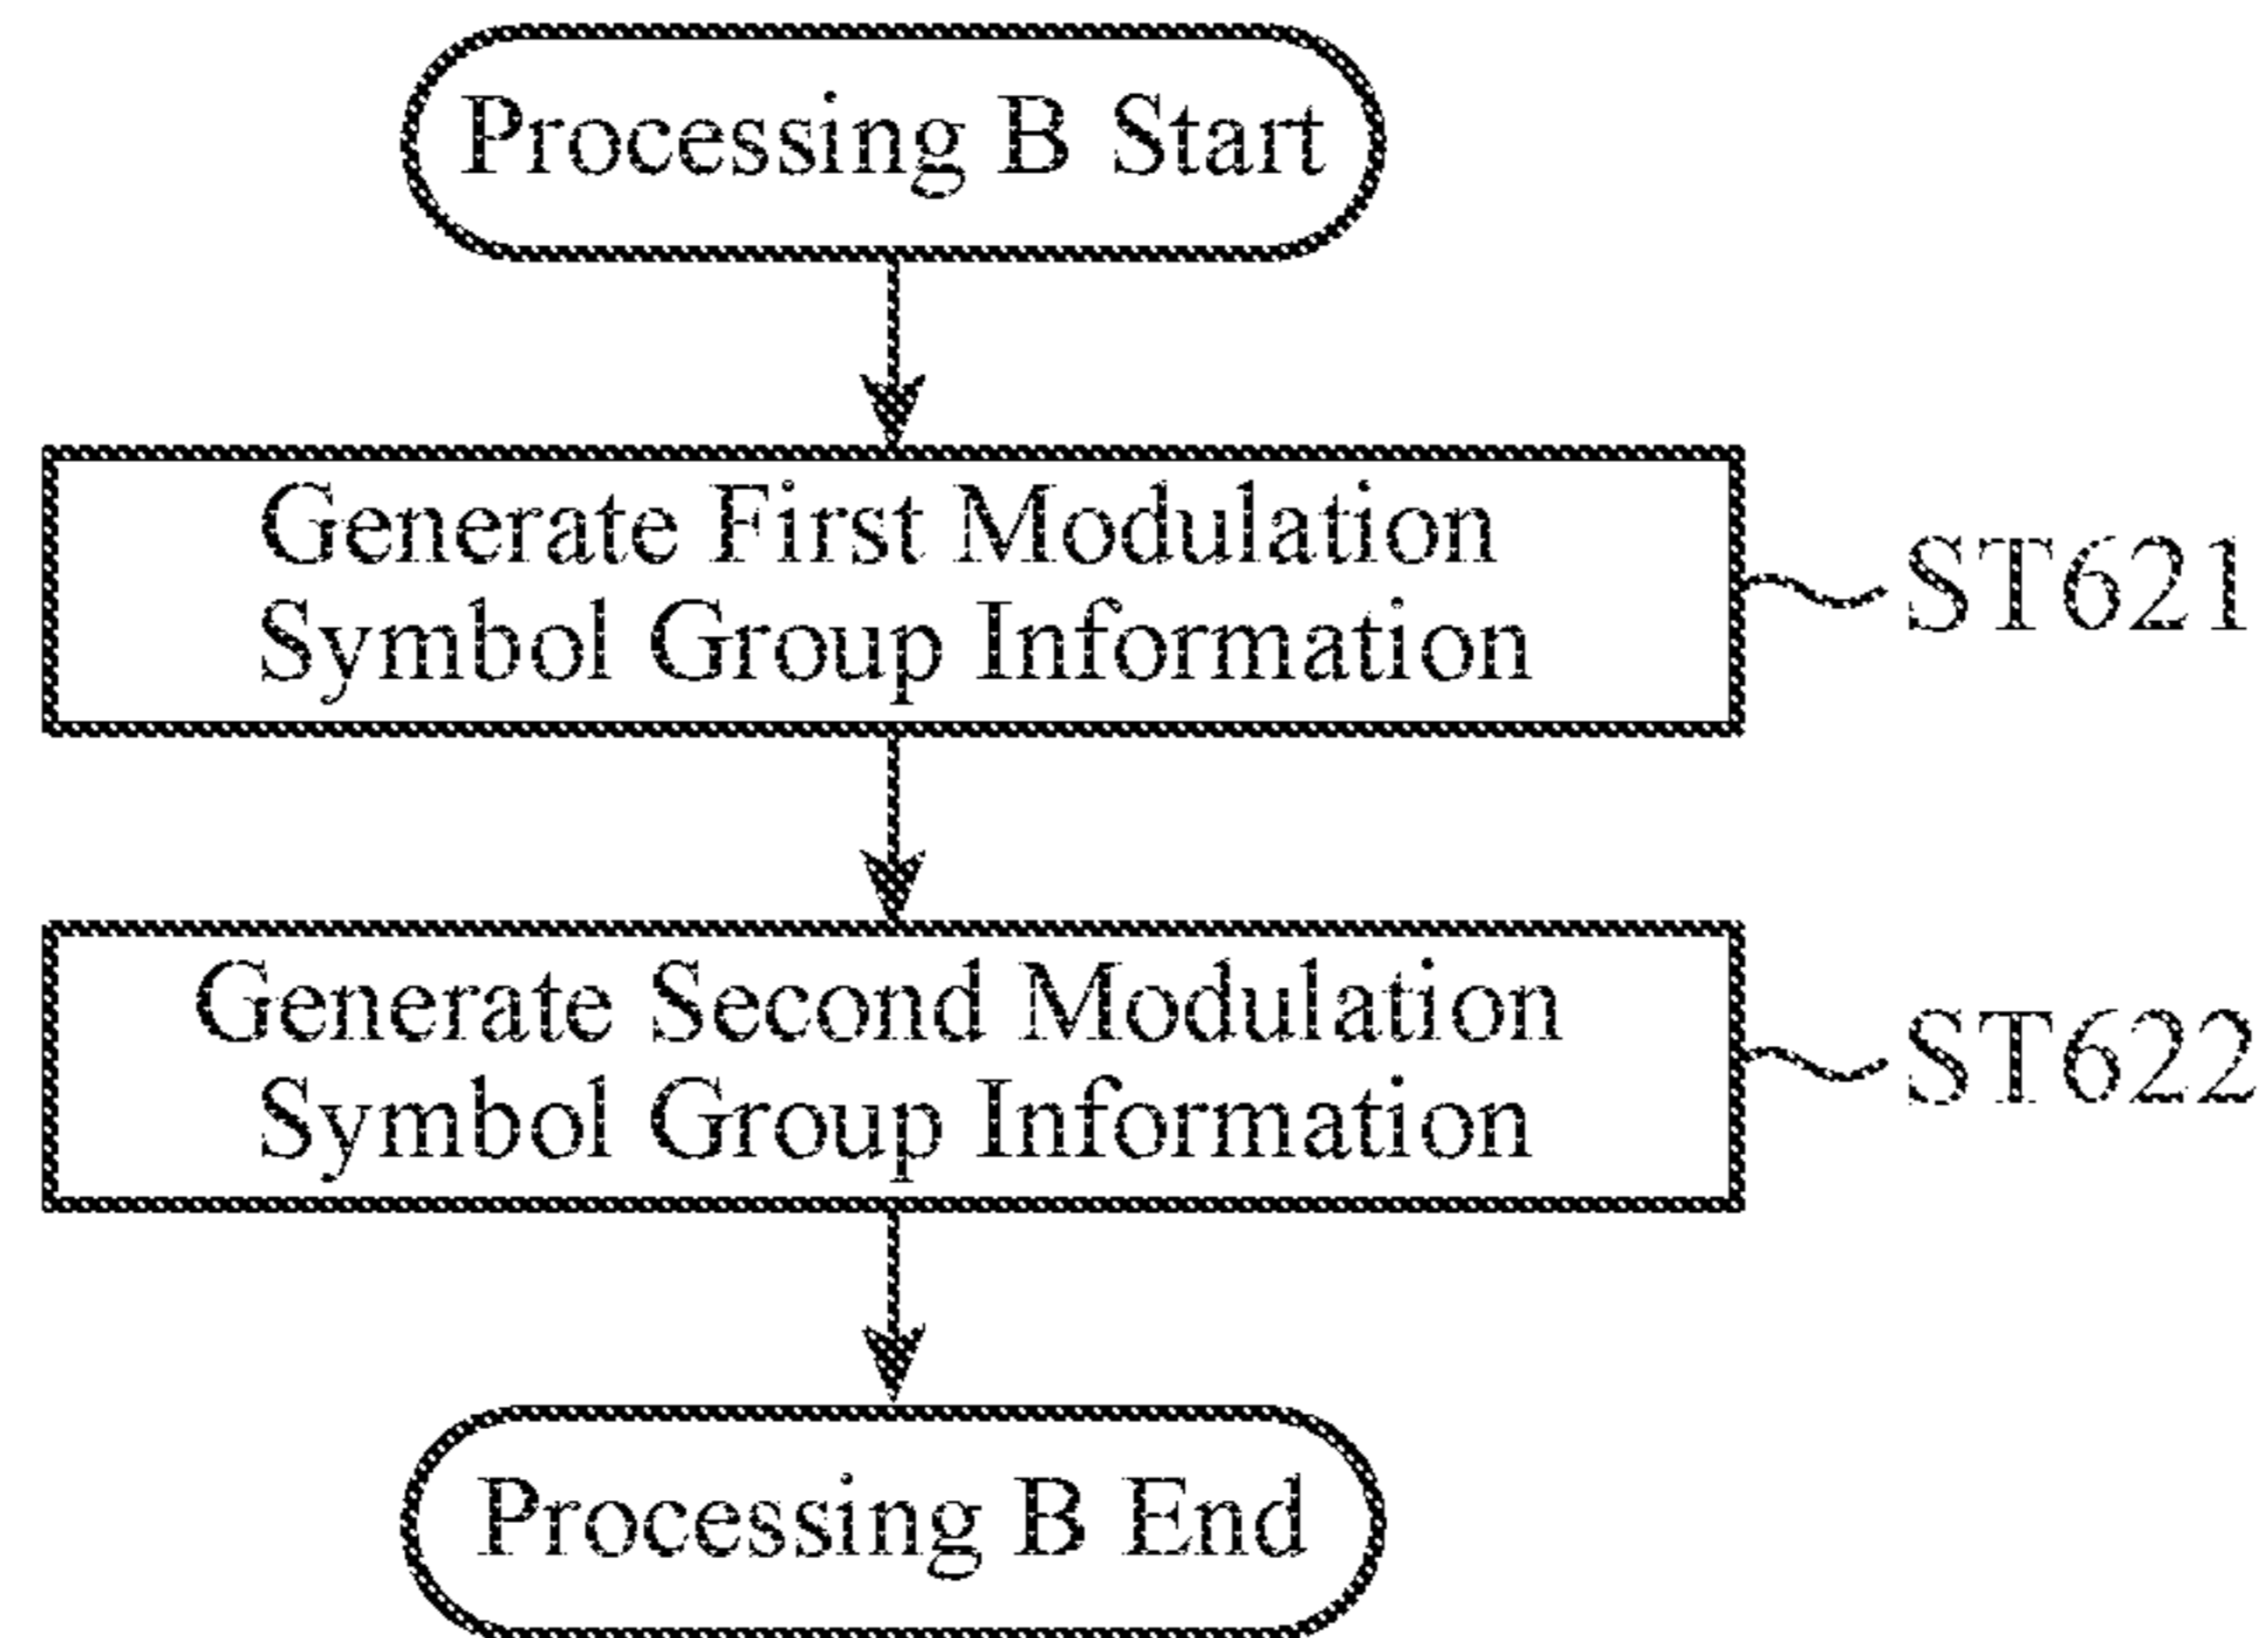 Processing B Start
Generate First Modulation
Symbol Group Information
ST621
Generate Second Modulation
Symbol Group Information
ST622
Processing B End